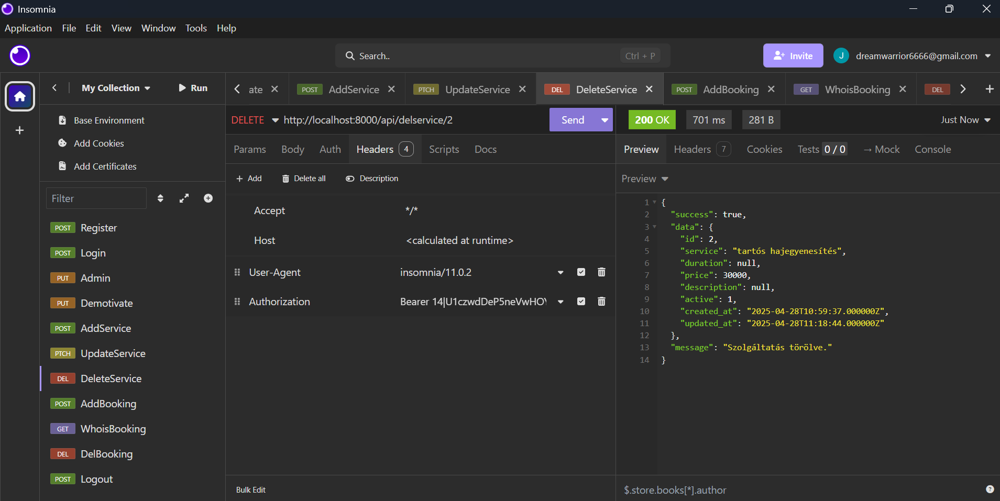 Insomnia
Application File Edit View Window Tools Help
Search.. Ctrl + P
Invite
J dreamwarrior6666@gmail.com
My Collection
Run
Base Environment
Add Cookies
Add Certificates
Filter
POST Register
POST Login
PUT Admin
PUT Demotivate
POST AddService
PTCH UpdateService
DEL DeleteService
POST AddBooking
GET WhoisBooking
DEL DelBooking
POST Logout
ate
POST AddService
PTCH UpdateService
DEL DeleteService
POST AddBooking
GET WhoisBooking
DEL
DELETE http://localhost:8000/api/delservice/2 Send
Params Body Auth Headers 4 Scripts Docs
Add Delete all Description
Accept */*
Host <calculated at runtime>
User-Agent insomnia/11.0.2
Authorization Bearer 14|U1czwdDeP5neVwHOY
Bulk Edit
200 OK 701 ms 281 B Just Now
Preview Headers 7 Cookies Tests 0 / 0 → Mock Console
Preview
1 {
2 "success": true,
3 "data": {
4 "id": 2,
5 "service": "tartós hajegyenesítés",
6 "duration": null,
7 "price": 30000,
8 "description": null,
9 "active": 1,
10 "created_at": "2025-04-28T10:59:37.000000Z",
11 "updated_at": "2025-04-28T11:18:44.000000Z"
12 },
13 "message": "Szolgáltatás törölve."
14 }
$.store.books[*].author
?